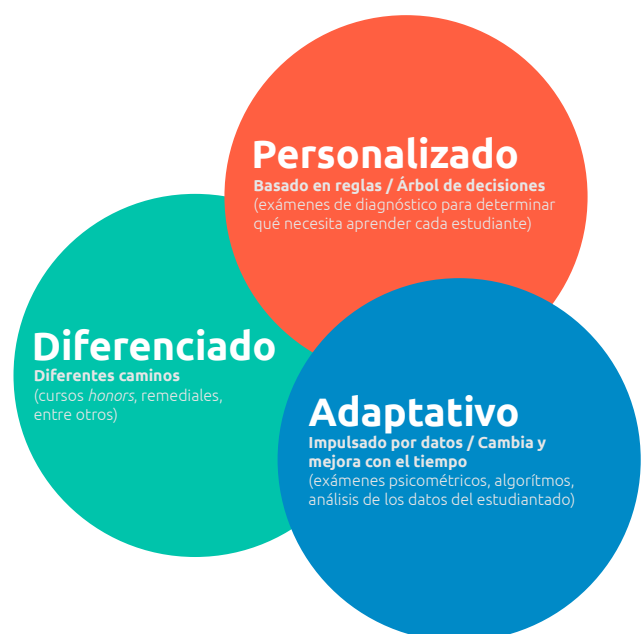 Personalizado
Basado en reglas / Árbol de decisiones
(exámenes de diagnóstico para determinar
qué necesita aprender cada estudiante)
Diferenciado
Diferentes caminos
(cursos honors, remediales,
entre otros)
Adaptativo
Impulsado por datos / Cambia y
mejora con el tiempo
(exámenes psicométricos, algorítmos,
análisis de los datos del estudiantado)